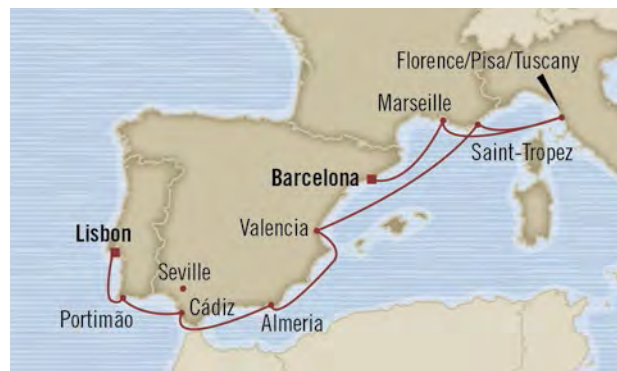 Florence/Pisa/Tuscany
Marseille
Saint-Tropez
Barcelona
Valencia
Lisbon
Seville
Cádiz
Portimão
Almeria